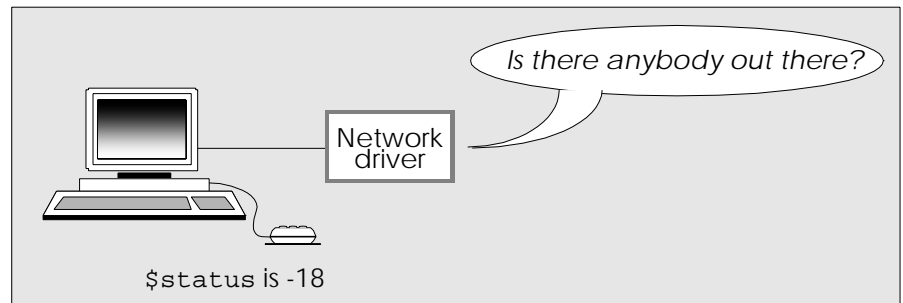 Is there anybody out there?
Network
driver
$status is -18